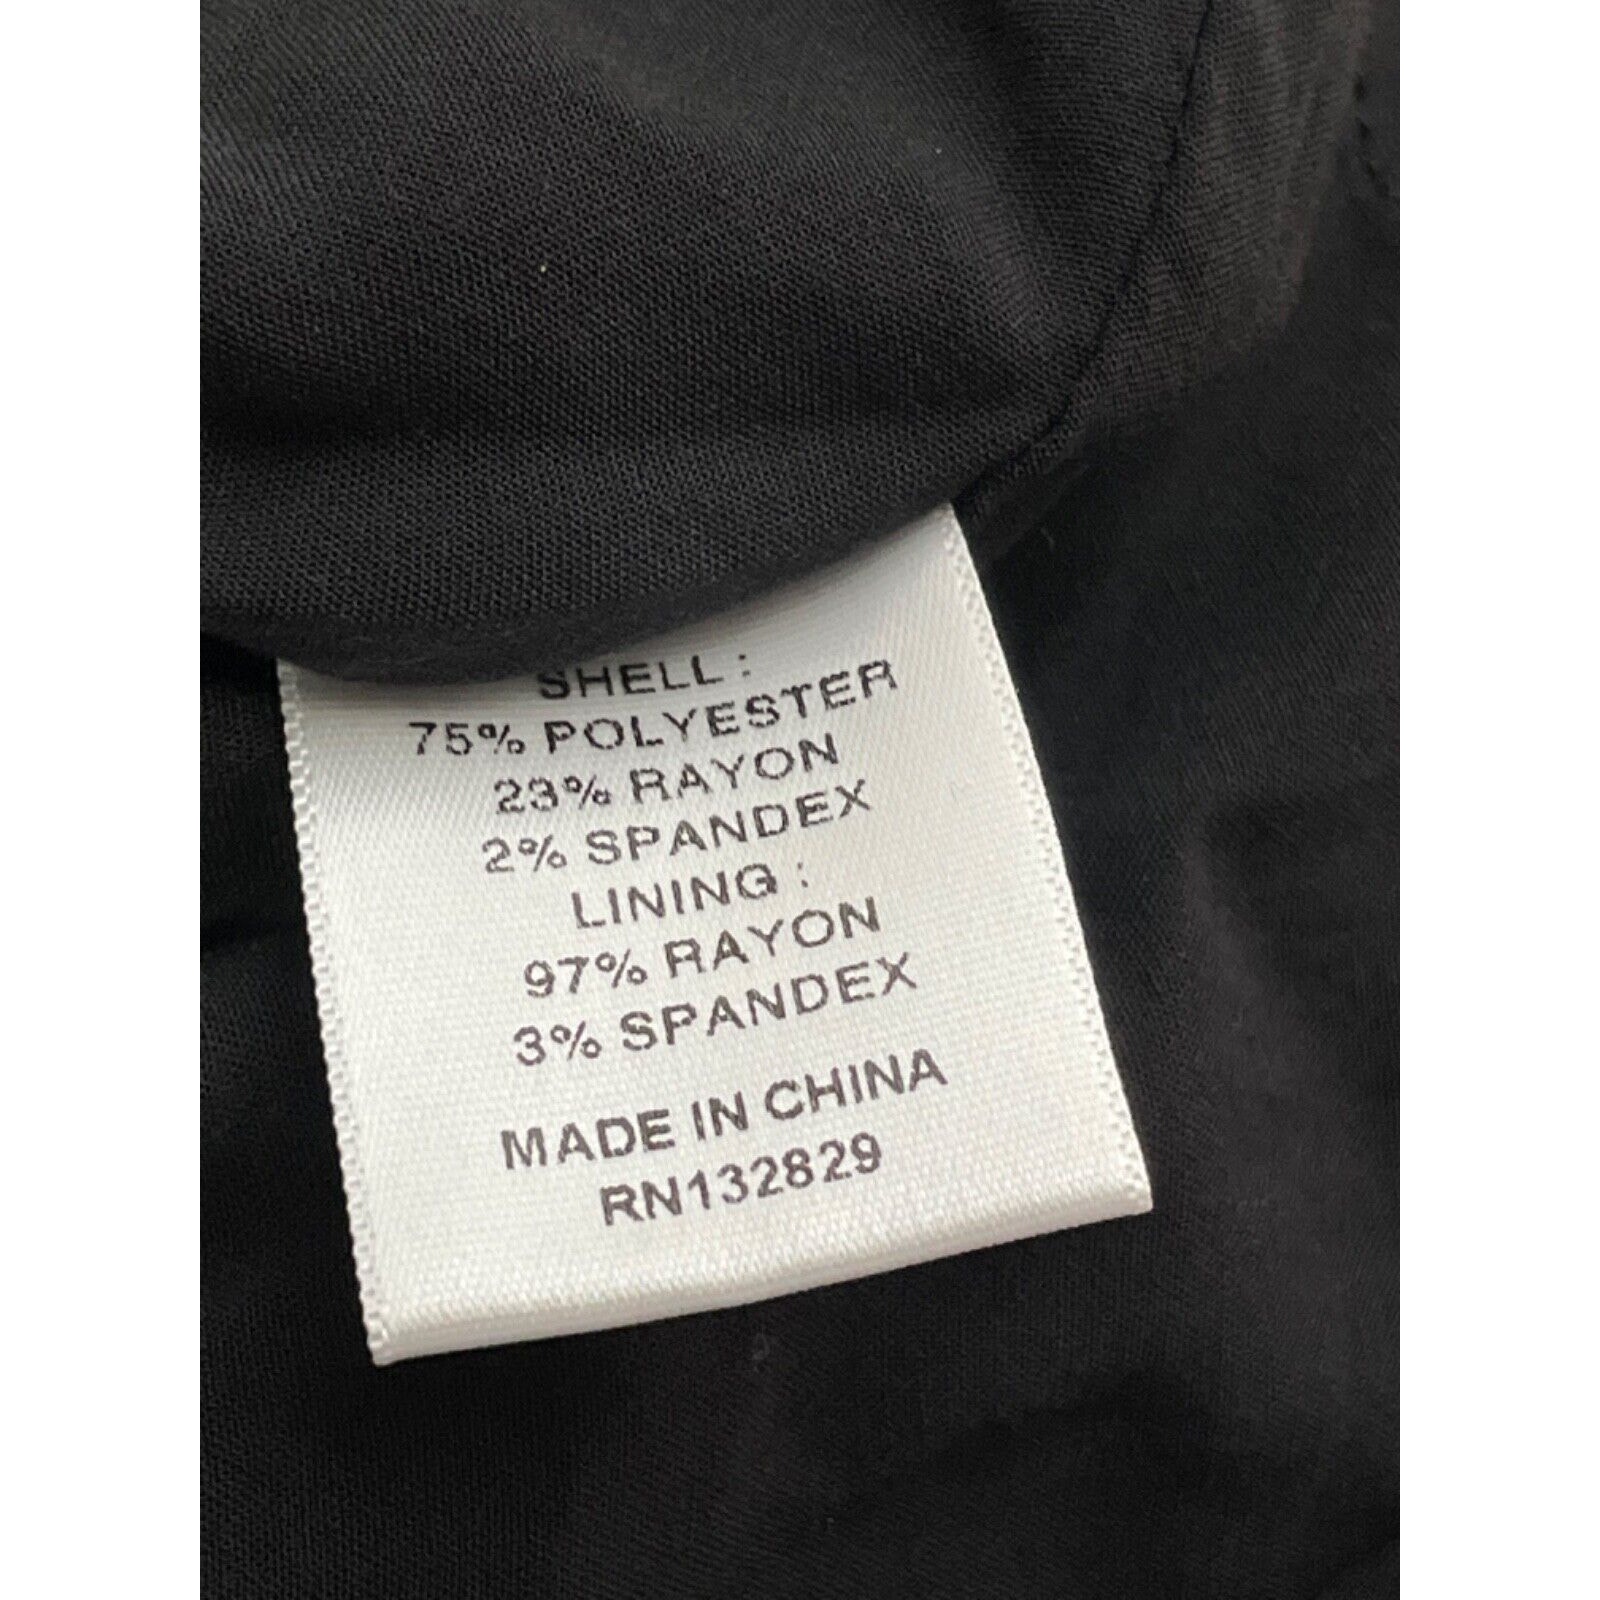 SHELL :
75% POLYESTER
23% RAYON
2% SPANDEX
LINING :
97% RAYON
3% SPANDEX
MADE IN CHINA
RN132829